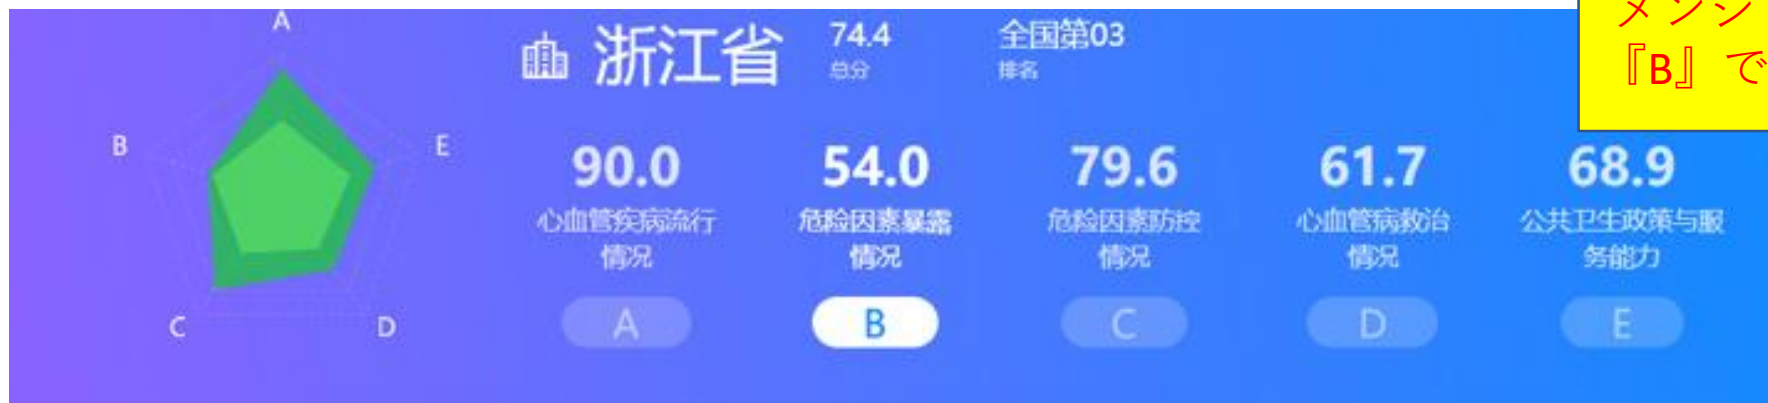 A
B
E
C
D
浙江省
74.4
总分
全国第03
排名
メンシ
『B』で
90.0
心血管疾病流行
情况
A
54.0
危险因素暴露
情况
B
79.6
危险因素防控
情况
C
61.7
心血管病救治
情况
D
68.9
公共卫生政策与服
务能力
E